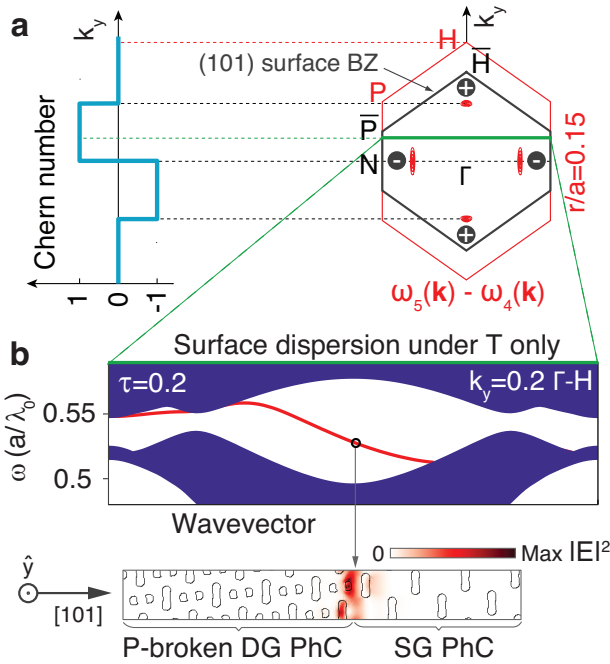 a
k_y
k_y
H
H̅
(101) surface BZ
P
P̅
N
Γ
+
-
-
+
r/a=0.15
Chern number
1
0
-1
ω₅(k) - ω₄(k)
b
Surface dispersion under T only
τ=0.2
k_y=0.2 Γ-H
ω (a/λ₀)
0.55
0.5
Wavevector
0
Max |E|²
ŷ
[101]
P-broken DG PhC
SG PhC